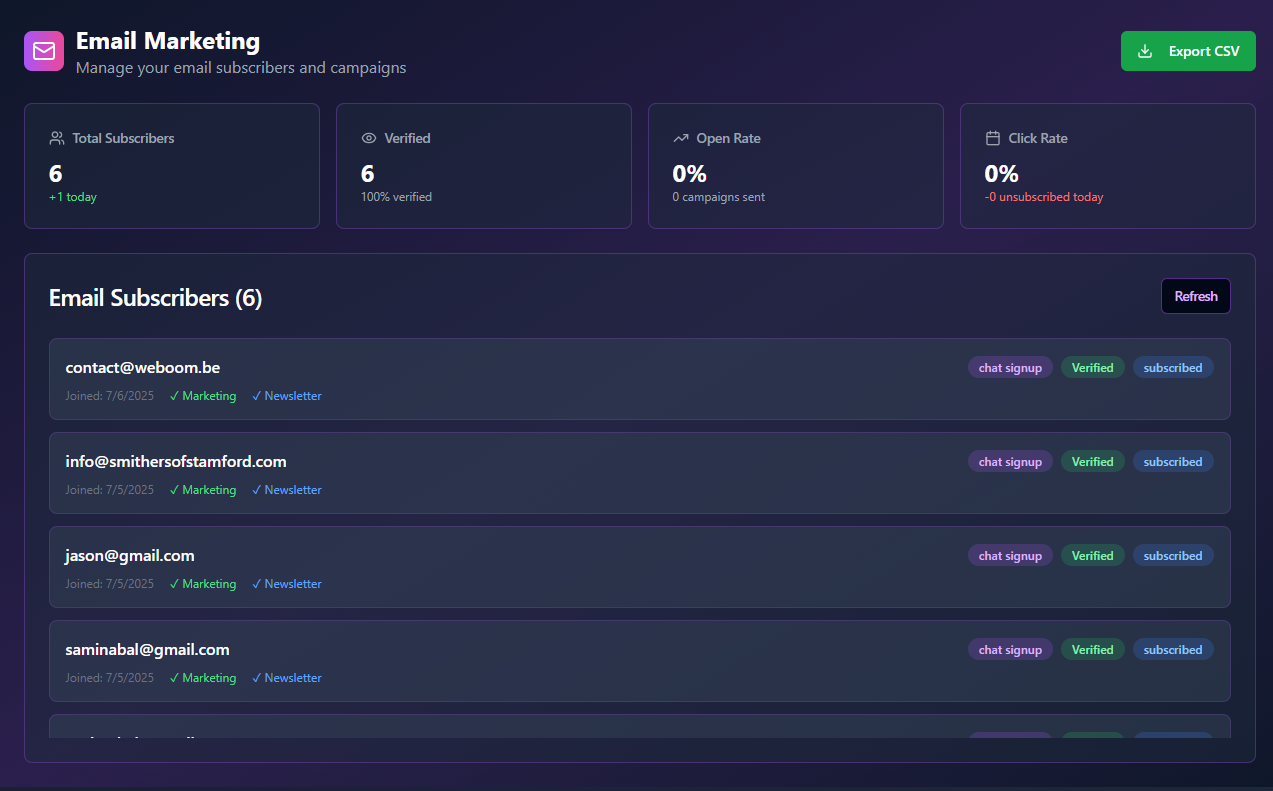 Email Marketing
Manage your email subscribers and campaigns
Export CSV
Total Subscribers
6
+1 today
Verified
6
100% verified
Open Rate
0%
0 campaigns sent
Click Rate
0%
-0 unsubscribed today
Email Subscribers (6)
Refresh
contact@weboom.be
chat signup Verified subscribed
Joined: 7/6/2025 ✓ Marketing ✓ Newsletter
info@smithersofstamford.com
chat signup Verified subscribed
Joined: 7/5/2025 ✓ Marketing ✓ Newsletter
jason@gmail.com
chat signup Verified subscribed
Joined: 7/5/2025 ✓ Marketing ✓ Newsletter
saminabal@gmail.com
chat signup Verified subscribed
Joined: 7/5/2025 ✓ Marketing ✓ Newsletter